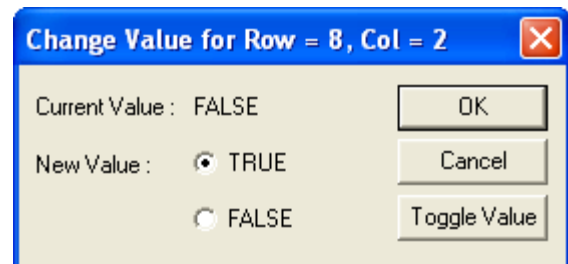 Change Value for Row = 8, Col = 2
Current Value : FALSE OK
New Value : TRUE Cancel
FALSE Toggle Value